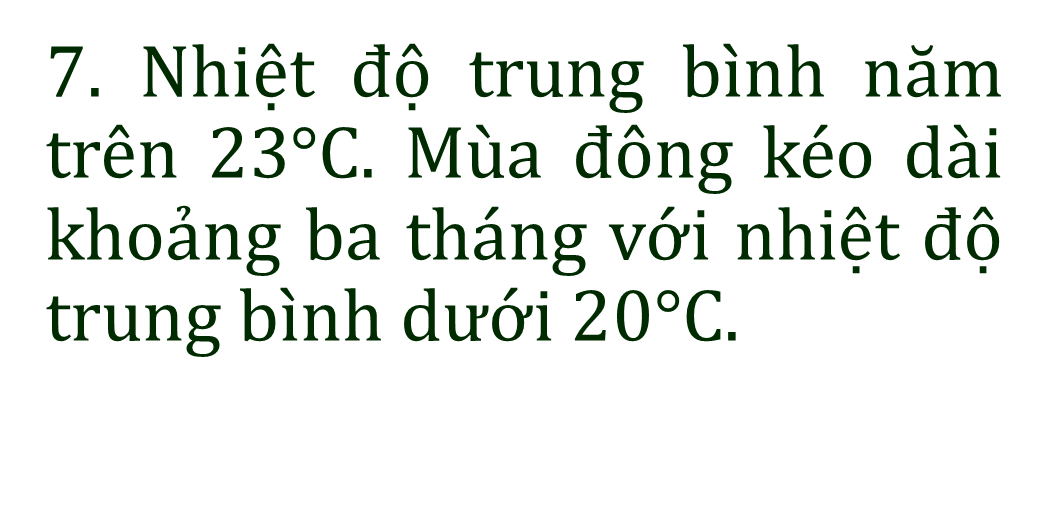 7. Nhiệt độ trung bình năm
trên 23°C. Mùa đông kéo dài
khoảng ba tháng với nhiệt độ
trung bình dưới 20°C.